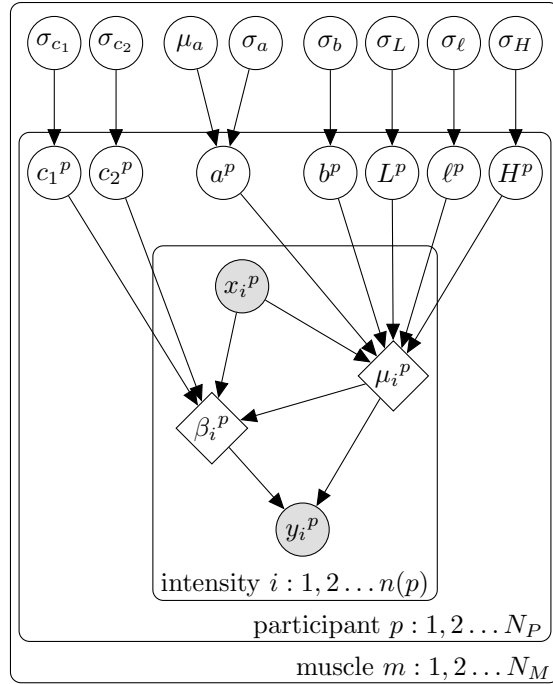 σ_{c_1} σ_{c_2} μ_a σ_a σ_b σ_L σ_ℓ σ_H
c_1^p c_2^p a^p b^p L^p ℓ^p H^p
x_i^p
μ_i^p
β_i^p
y_i^p
intensity i : 1, 2 … n(p)
participant p : 1, 2 … N_P
muscle m : 1, 2 … N_M